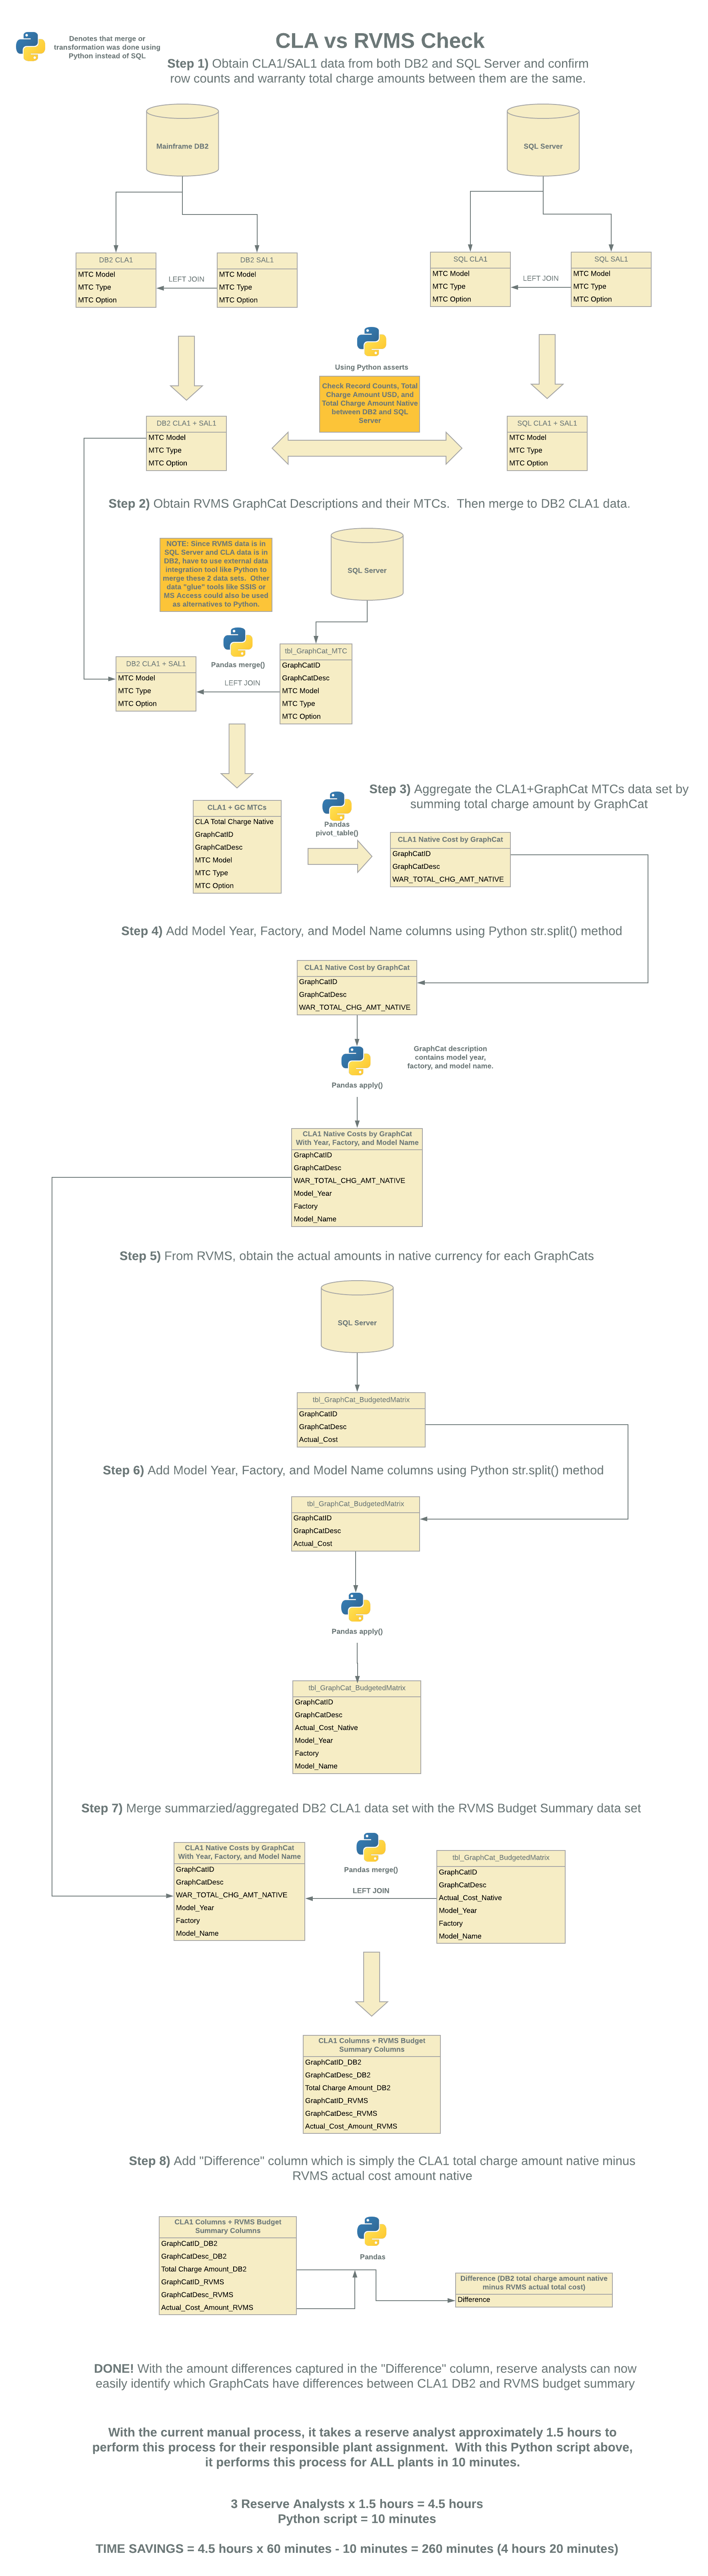 Denotes that merge or
transformation was done using
Python instead of SQL
CLA vs RVMS Check
Step 1) Obtain CLA1/SAL1 data from both DB2 and SQL Server and confirm
row counts and warranty total charge amounts between them are the same.
Mainframe DB2
SQL Server
DB2 CLA1
MTC Model
MTC Type
MTC Option
LEFT JOIN
DB2 SAL1
MTC Model
MTC Type
MTC Option
SQL CLA1
MTC Model
MTC Type
MTC Option
LEFT JOIN
SQL SAL1
MTC Model
MTC Type
MTC Option
Using Python asserts
Check Record Counts, Total
Charge Amount USD, and
Total Charge Amount Native
between DB2 and SQL
Server
DB2 CLA1 + SAL1
MTC Model
MTC Type
MTC Option
SQL CLA1 + SAL1
MTC Model
MTC Type
MTC Option
Step 2) Obtain RVMS GraphCat Descriptions and their MTCs. Then merge to DB2 CLA1 data.
NOTE: Since RVMS data is in
SQL Server and CLA data is in
DB2, have to use external data
integration tool like Python to
merge these 2 data sets. Other
data "glue" tools like SSIS or
MS Access could also be used
as alternatives to Python.
SQL Server
DB2 CLA1 + SAL1
MTC Model
MTC Type
MTC Option
Pandas merge()
LEFT JOIN
tbl_GraphCat_MTC
GraphCatID
GraphCatDesc
MTC Model
MTC Type
MTC Option
Step 3) Aggregate the CLA1+GraphCat MTCs data set by
summing total charge amount by GraphCat
CLA1 + GC MTCs
CLA Total Charge Native
GraphCatID
GraphCatDesc
MTC Model
MTC Type
MTC Option
Pandas
pivot_table()
CLA1 Native Cost by GraphCat
GraphCatID
GraphCatDesc
WAR_TOTAL_CHG_AMT_NATIVE
Step 4) Add Model Year, Factory, and Model Name columns using Python str.split() method
CLA1 Native Cost by GraphCat
GraphCatID
GraphCatDesc
WAR_TOTAL_CHG_AMT_NATIVE
Pandas apply()
GraphCat description
contains model year,
factory, and model name.
CLA1 Native Costs by GraphCat
With Year, Factory, and Model Name
GraphCatID
GraphCatDesc
WAR_TOTAL_CHG_AMT_NATIVE
Model_Year
Factory
Model_Name
Step 5) From RVMS, obtain the actual amounts in native currency for each GraphCats
SQL Server
tbl_GraphCat_BudgetedMatrix
GraphCatID
GraphCatDesc
Actual_Cost
Step 6) Add Model Year, Factory, and Model Name columns using Python str.split() method
tbl_GraphCat_BudgetedMatrix
GraphCatID
GraphCatDesc
Actual_Cost
Pandas apply()
tbl_GraphCat_BudgetedMatrix
GraphCatID
GraphCatDesc
Actual_Cost_Native
Model_Year
Factory
Model_Name
Step 7) Merge summarzied/aggregated DB2 CLA1 data set with the RVMS Budget Summary data set
CLA1 Native Costs by GraphCat
With Year, Factory, and Model Name
GraphCatID
GraphCatDesc
WAR_TOTAL_CHG_AMT_NATIVE
Model_Year
Factory
Model_Name
Pandas merge()
LEFT JOIN
tbl_GraphCat_BudgetedMatrix
GraphCatID
GraphCatDesc
Actual_Cost_Native
Model_Year
Factory
Model_Name
CLA1 Columns + RVMS Budget
Summary Columns
GraphCatID_DB2
GraphCatDesc_DB2
Total Charge Amount_DB2
GraphCatID_RVMS
GraphCatDesc_RVMS
Actual_Cost_Amount_RVMS
Step 8) Add "Difference" column which is simply the CLA1 total charge amount native minus
RVMS actual cost amount native
CLA1 Columns + RVMS Budget
Summary Columns
GraphCatID_DB2
GraphCatDesc_DB2
Total Charge Amount_DB2
GraphCatID_RVMS
GraphCatDesc_RVMS
Actual_Cost_Amount_RVMS
Pandas
Difference (DB2 total charge amount native
minus RVMS actual total cost)
Difference
DONE! With the amount differences captured in the "Difference" column, reserve analysts can now
easily identify which GraphCats have differences between CLA1 DB2 and RVMS budget summary
With the current manual process, it takes a reserve analyst approximately 1.5 hours to
perform this process for their responsible plant assignment. With this Python script above,
it performs this process for ALL plants in 10 minutes.
3 Reserve Analysts x 1.5 hours = 4.5 hours
Python script = 10 minutes
TIME SAVINGS = 4.5 hours x 60 minutes - 10 minutes = 260 minutes (4 hours 20 minutes)